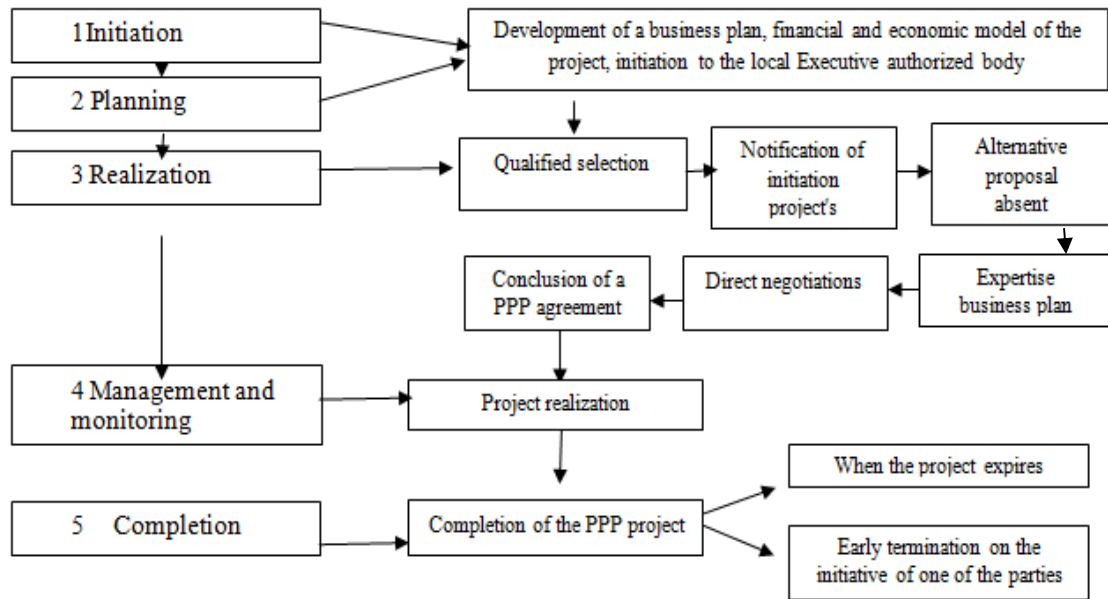 1 Initiation
Development of a business plan, financial and economic model of the
project, initiation to the local Executive authorized body
2 Planning
3 Realization
Qualified selection
Notification of
initiation
project's
Alternative
proposal
absent
Conclusion of a
PPP agreement
Direct negotiations
Expertise
business plan
4 Management and
monitoring
Project realization
When the project expires
5 Completion
Completion of the PPP project
Early termination on the
initiative of one of the parties